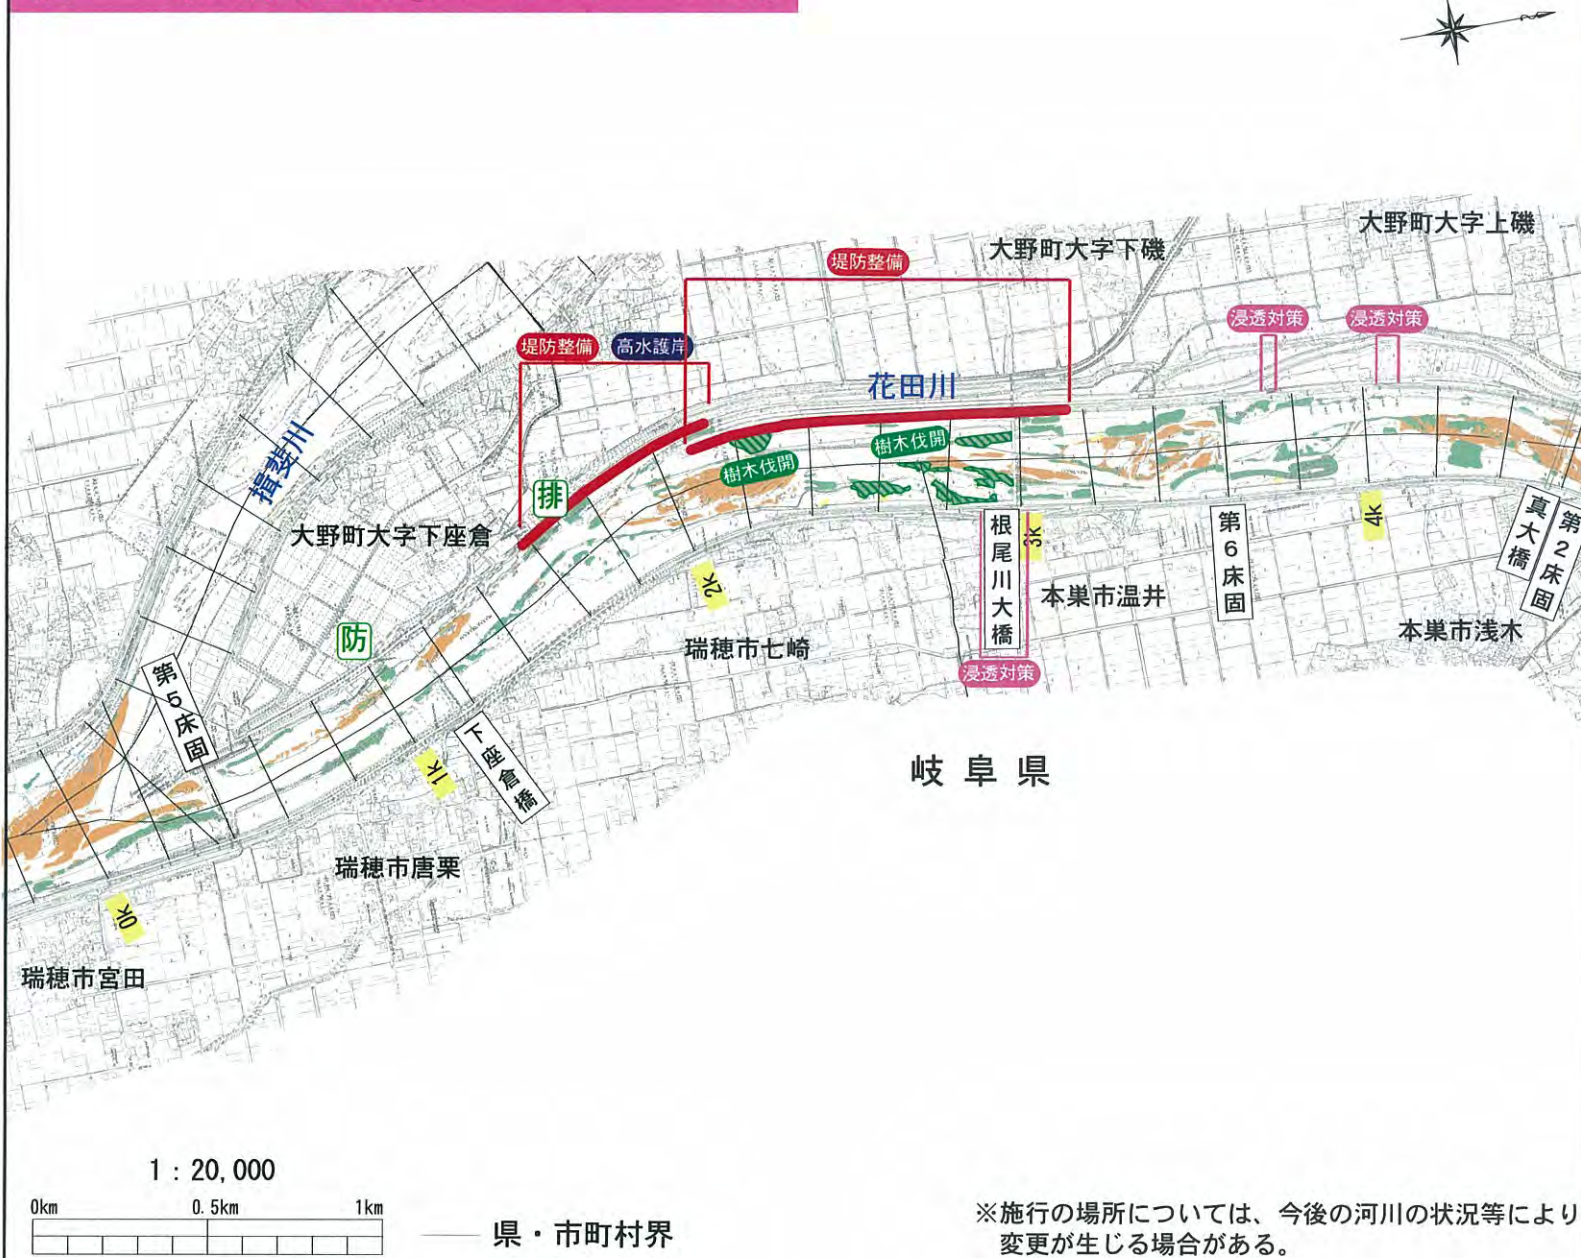 大野町大字上磯
大野町大字下磯
堤防整備
浸透対策
浸透対策
堤防整備
高水護岸
花田川
揖斐川
樹木伐開
樹木伐開
排
大野町大字下座倉
防
第5床固
下座倉橋
根尾川大橋
第6床固
真大橋
第2床固
0k
1k
2k
3k
4k
本巣市温井
本巣市浅木
瑞穂市七崎
浸透対策
岐阜県
瑞穂市唐栗
瑞穂市宮田
1:20,000
0km 0.5km 1km
県・市町村界
※施行の場所については、今後の河川の状況等により
変更が生じる場合がある。